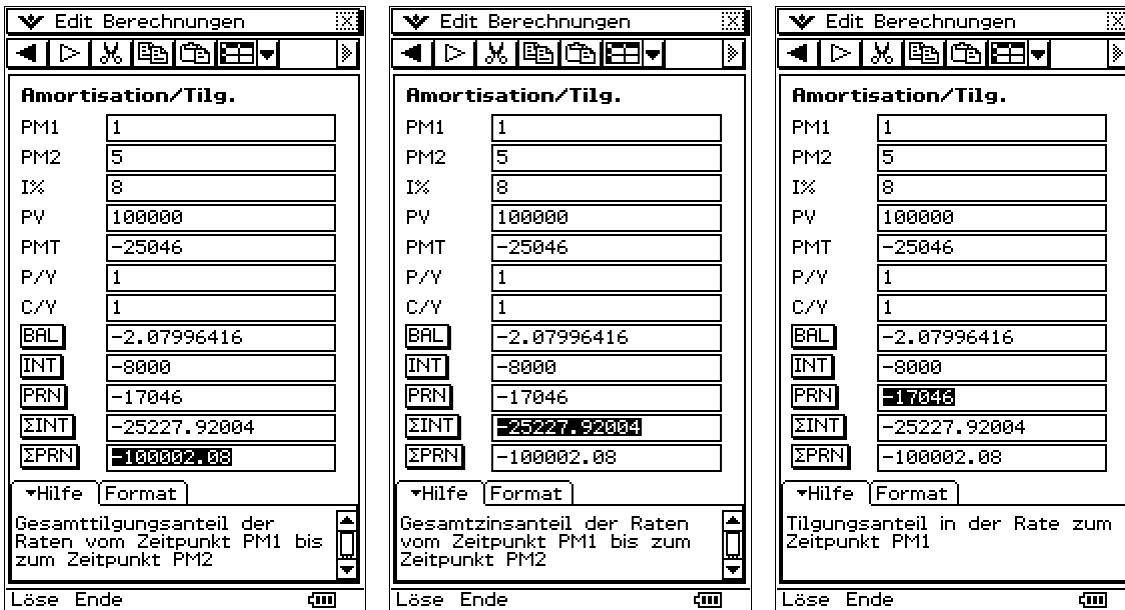 Edit Berechnungen
Amortisation/Tilg.
PM1 1
PM2 5
I% 8
PV 100000
PMT -25046
P/Y 1
C/Y 1
BAL -2.07996416
INT -8000
PRN -17046
ΣINT -25227.92004
ΣPRN -100002.08
Hilfe Format
Gesamttilgungsanteil der
Raten vom Zeitpunkt PM1 bis
zum Zeitpunkt PM2
Löse Ende
Edit Berechnungen
Amortisation/Tilg.
PM1 1
PM2 5
I% 8
PV 100000
PMT -25046
P/Y 1
C/Y 1
BAL -2.07996416
INT -8000
PRN -17046
ΣINT -25227.92004
ΣPRN -100002.08
Hilfe Format
Gesamtzinsanteil der Raten
vom Zeitpunkt PM1 bis zum
Zeitpunkt PM2
Löse Ende
Edit Berechnungen
Amortisation/Tilg.
PM1 1
PM2 5
I% 8
PV 100000
PMT -25046
P/Y 1
C/Y 1
BAL -2.07996416
INT -8000
PRN -17046
ΣINT -25227.92004
ΣPRN -100002.08
Hilfe Format
Tilgungsanteil in der Rate zum
Zeitpunkt PM1
Löse Ende